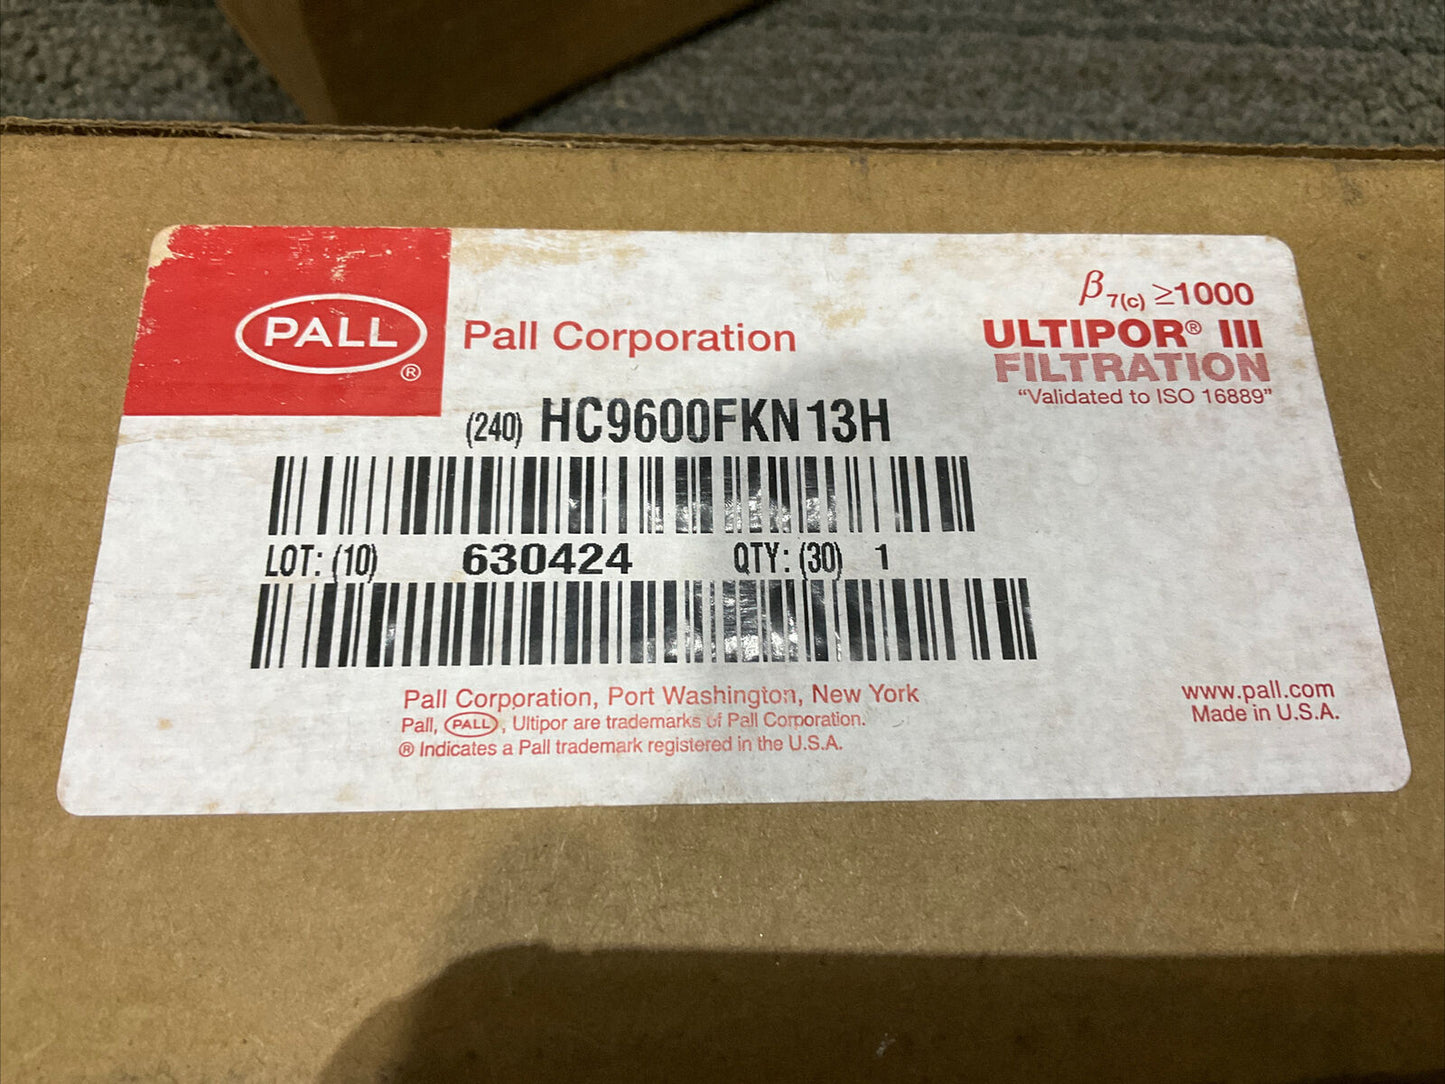 PALL ®
Pall Corporation
β7(c) ≥1000
ULTIPOR® III
FILTRATION
"Validated to ISO 16889"
(240) HC9600FKN13H
LOT: (10) 630424 QTY: (30) 1
Pall Corporation, Port Washington, New York
Pall, PALL, Ultipor are trademarks of Pall Corporation.
® Indicates a Pall trademark registered in the U.S.A.
www.pall.com
Made in U.S.A.